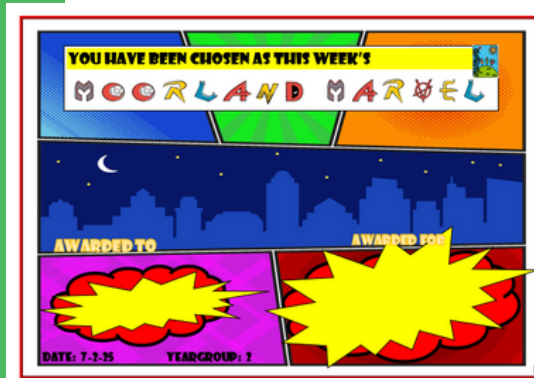 YOU HAVE BEEN CHOSEN AS THIS WEEK'S
MOORLAND MARVEL
AWARDED TO
AWARDED FOR
DATE: 7-2-25 YEARGROUP: 2